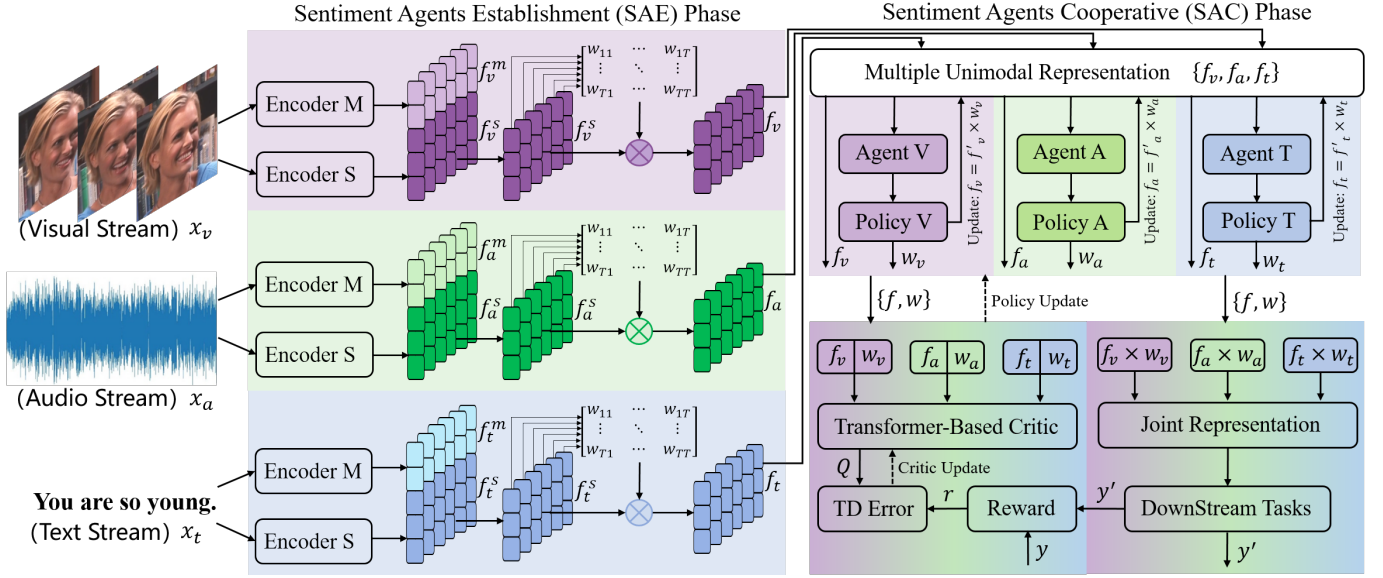 Sentiment Agents Establishment (SAE) Phase
Sentiment Agents Cooperative (SAC) Phase
(Visual Stream) x_v
Encoder M
Encoder S
f_v^m
f_v^s
f_v^s
w_11 ⋯ w_1T
⋮ ⋱ ⋮
w_T1 ⋯ w_TT
f_v
(Audio Stream) x_a
Encoder M
Encoder S
f_a^m
f_a^s
f_a^s
w_11 ⋯ w_1T
⋮ ⋱ ⋮
w_T1 ⋯ w_TT
f_a
You are so young.
(Text Stream) x_t
Encoder M
Encoder S
f_t^m
f_t^s
f_t^s
w_11 ⋯ w_1T
⋮ ⋱ ⋮
w_T1 ⋯ w_TT
f_t
Multiple Unimodal Representation {f_v, f_a, f_t}
Agent V
Policy V
Update: f_v = f'_v × w_v
f_v
w_v
Agent A
Policy A
Update: f_a = f'_a × w_a
f_a
w_a
Agent T
Policy T
Update: f_t = f'_t × w_t
f_t
w_t
{f, w}
Policy Update
{f, w}
f_v w_v
f_a w_a
f_t w_t
Transformer-Based Critic
Q
Critic Update
TD Error
r
Reward
y
f_v × w_v
f_a × w_a
f_t × w_t
Joint Representation
y'
DownStream Tasks
y'